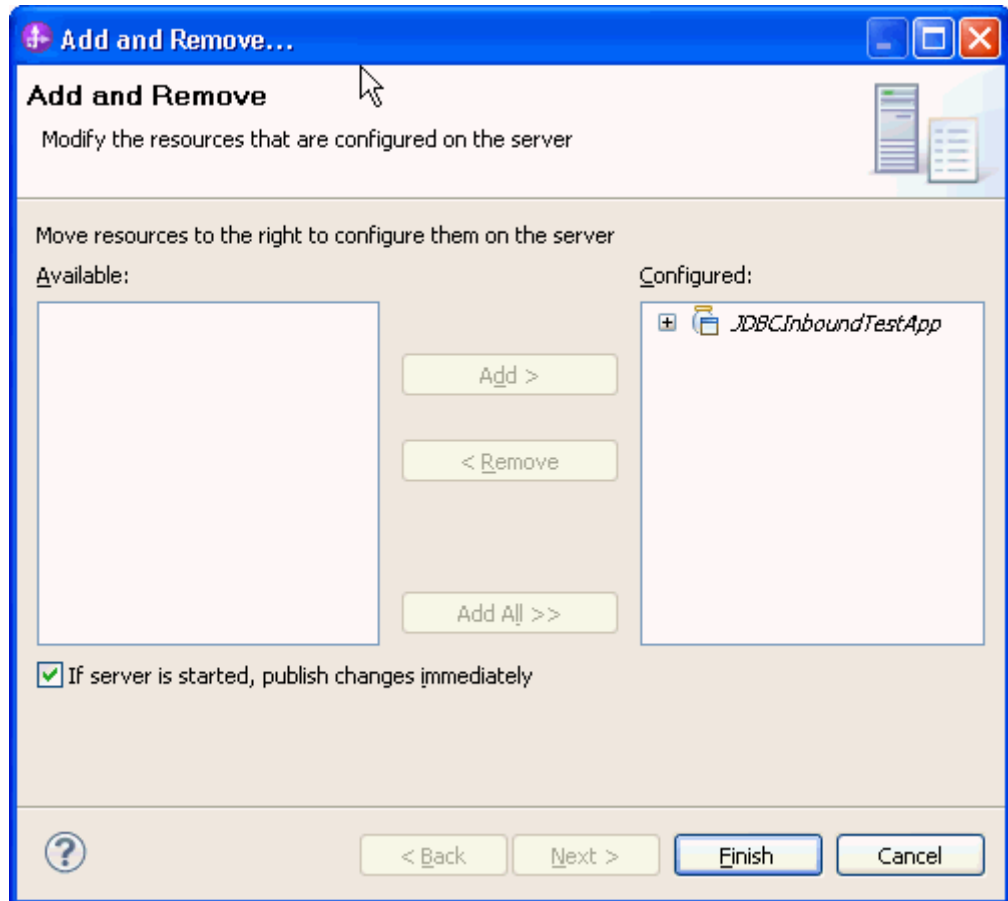 Add and Remove...
Add and Remove
Modify the resources that are configured on the server
Move resources to the right to configure them on the server
Available:
Configured:
JDBCInboundTestApp
Add >
< Remove
Add All >>
If server is started, publish changes immediately
?
< Back
Next >
Finish
Cancel